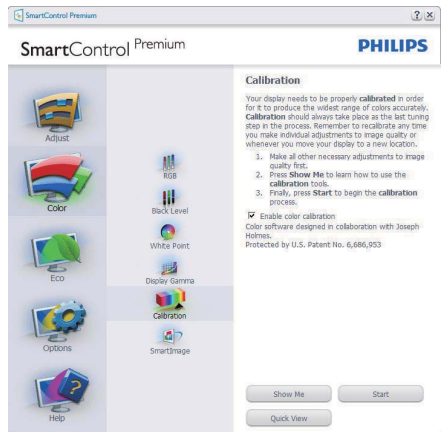 SmartControl Premium
SmartControl Premium
PHILIPS
Adjust
Color
Eco
Options
Help
RGB
Black Level
White Point
Display Gamma
Calibration
SmartImage
Calibration
Your display needs to be properly calibrated in order
for it to produce the widest range of colors accurately.
Calibration should always take place as the last tuning
step in the process. Remember to recalibrate any time
you make individual adjustments to image quality or
whenever you move your display to a new location.
1. Make all other necessary adjustments to image
quality first.
2. Press Show Me to learn how to use the
calibration tools.
3. Finally, press Start to begin the calibration
process.
Enable color calibration
Color software designed in collaboration with Joseph
Holmes.
Protected by U.S. Patent No. 6,686,953
Show Me
Start
Quick View